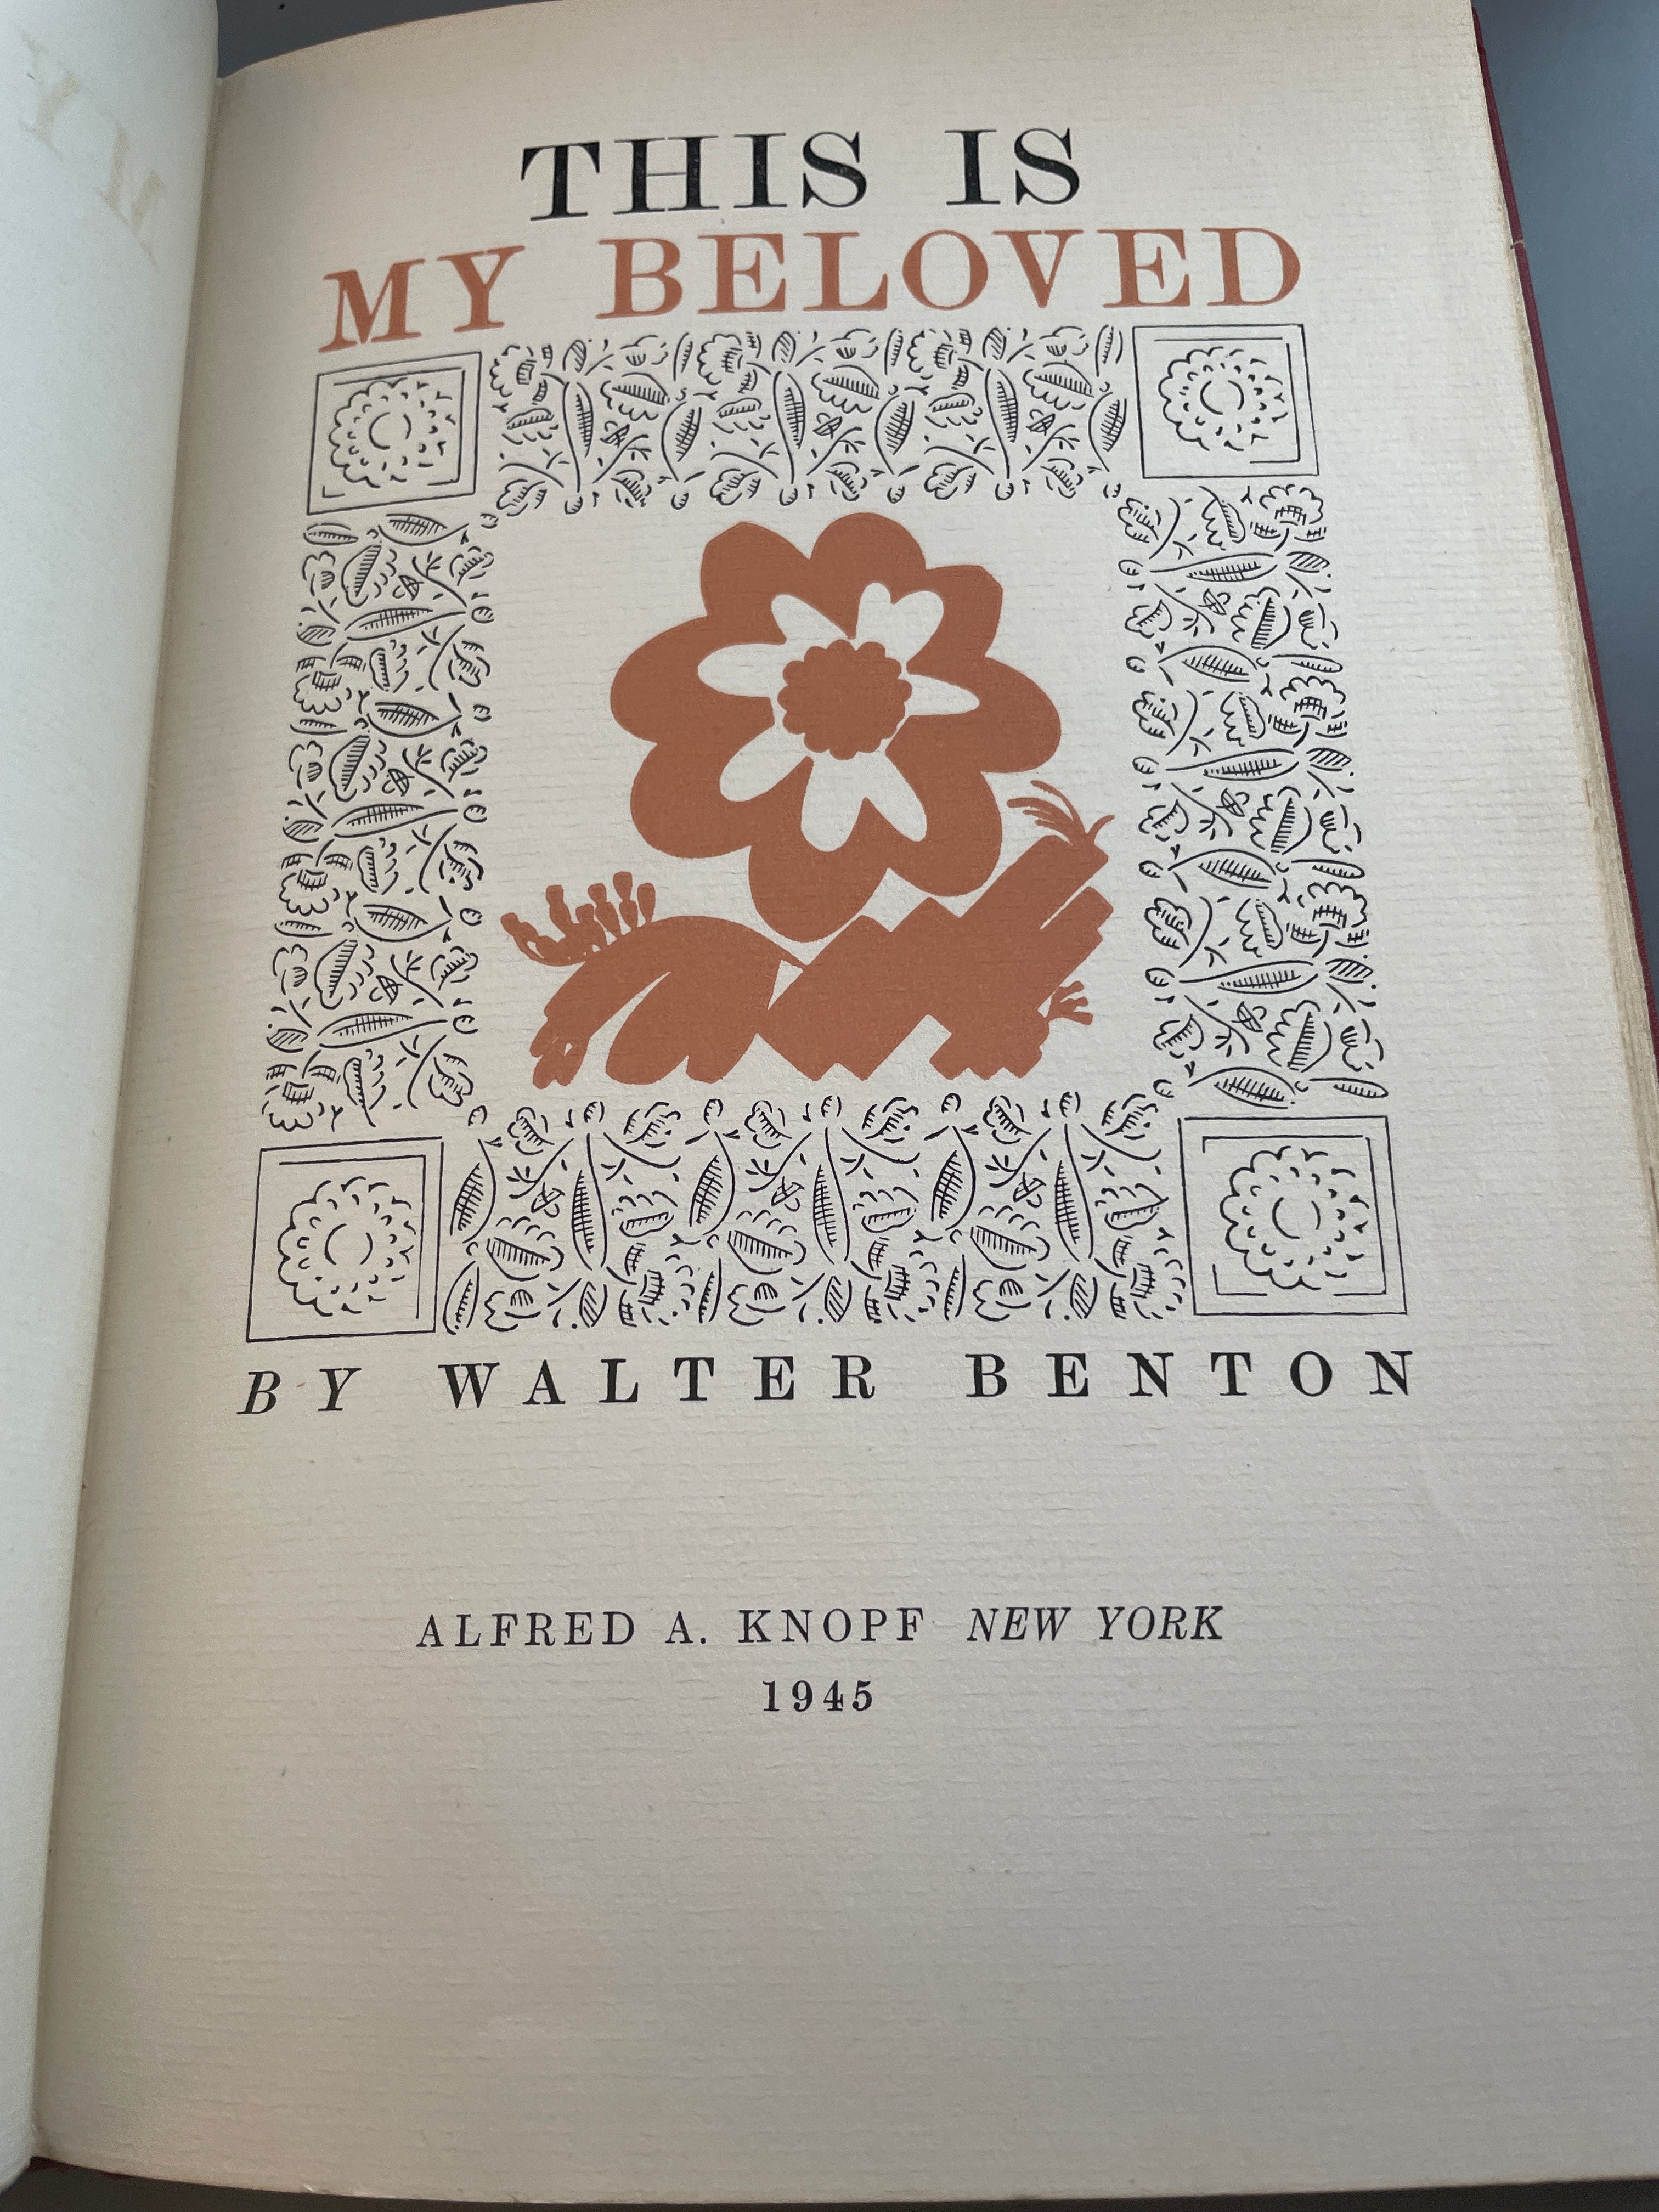 THIS IS
MY BELOVED
BY WALTER BENTON
ALFRED A. KNOPF NEW YORK
1945